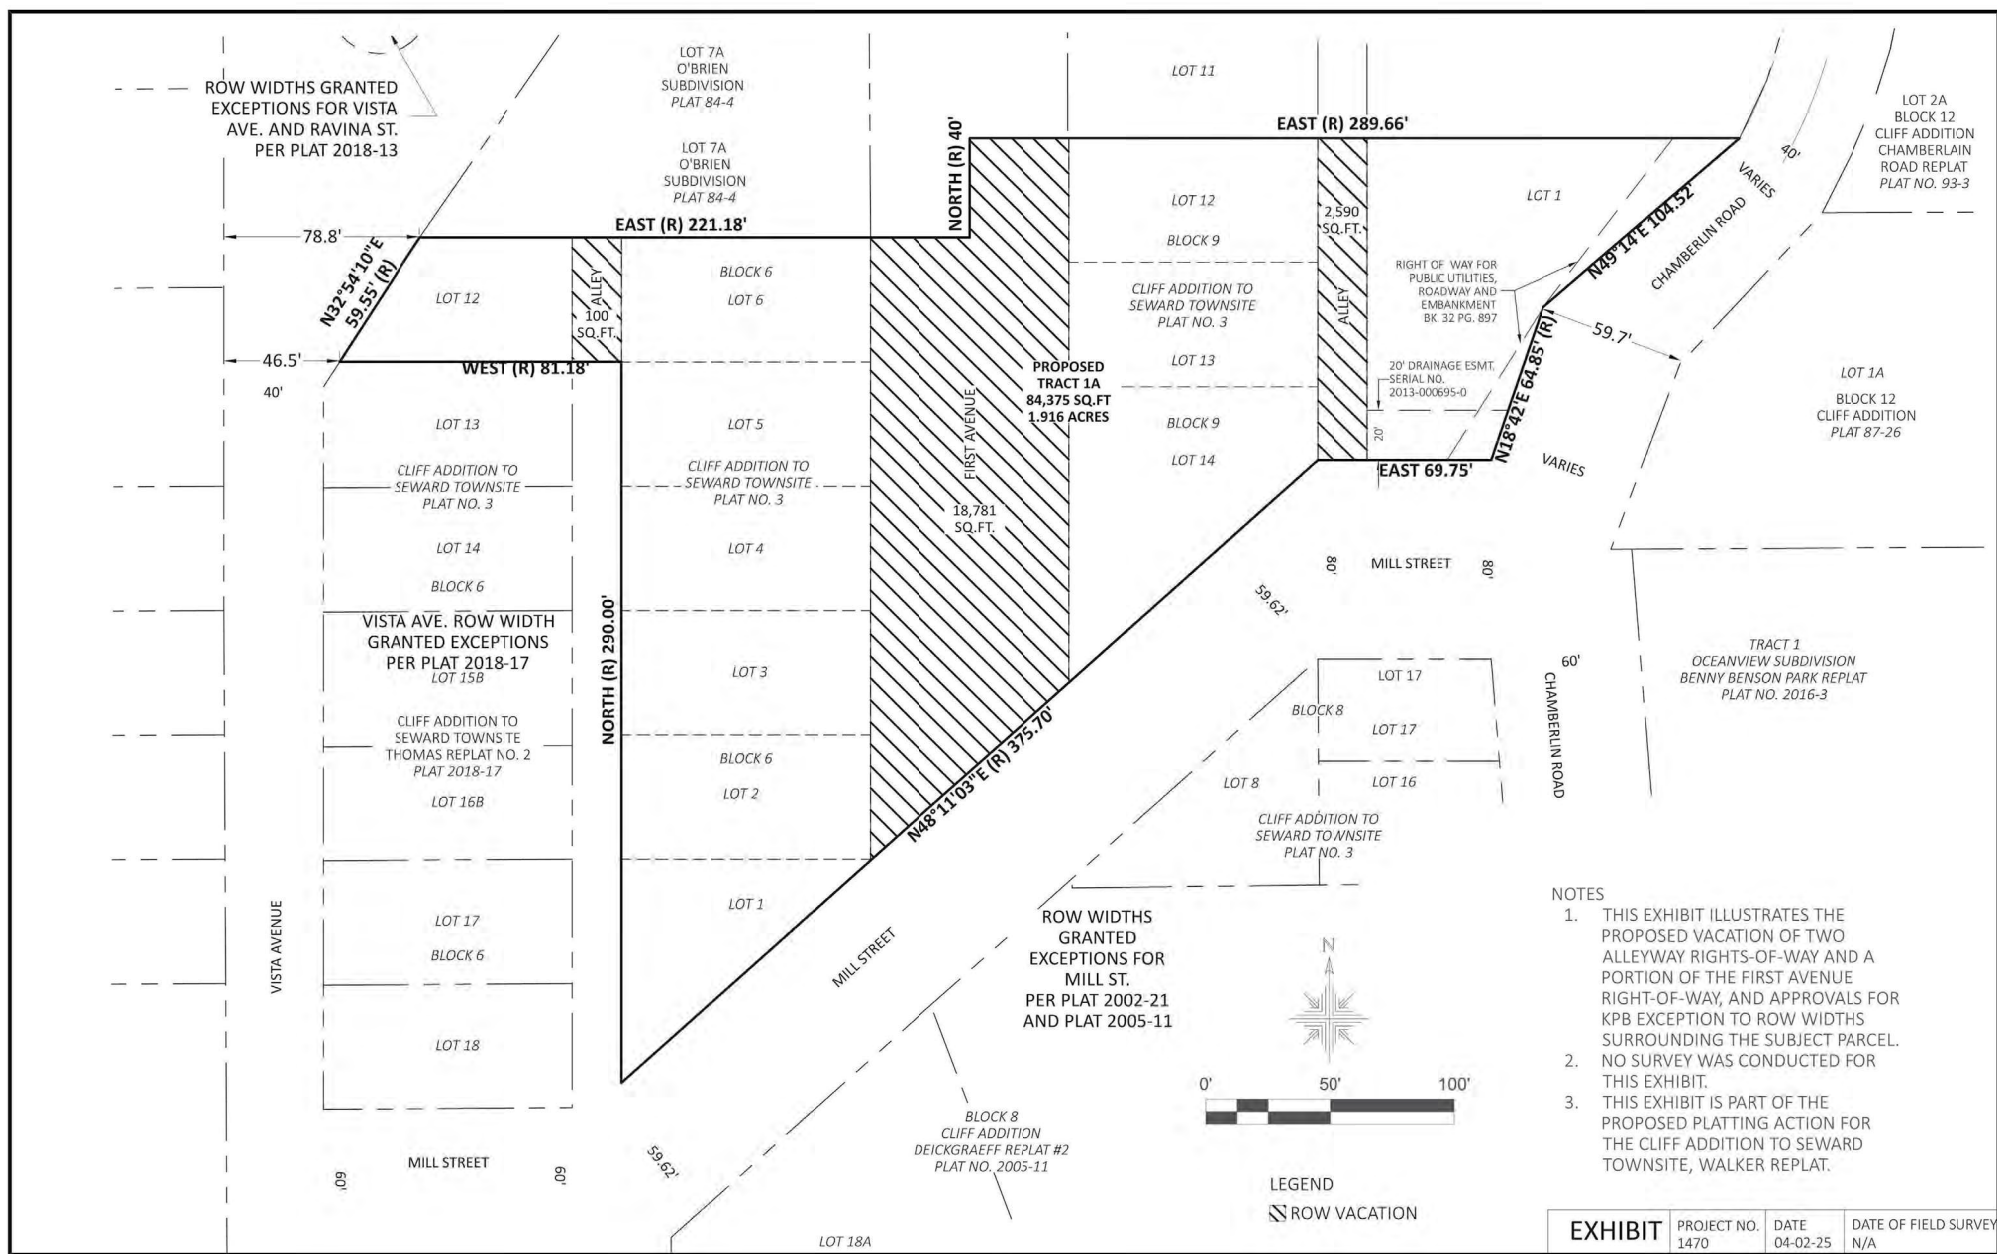 ROW WIDTHS GRANTED
EXCEPTIONS FOR VISTA
AVE. AND RAVINA ST.
PER PLAT 2018-13
LOT 7A
O'BRIEN
SUBDIVISION
PLAT 84-4
LOT 7A
O'BRIEN
SUBDIVISION
PLAT 84-4
LOT 11
LOT 2A
BLOCK 12
CLIFF ADDITION
CHAMBERLAIN
ROAD REPLAT
PLAT NO. 93-3
EAST (R) 289.66'
NORTH (R) 40'
EAST (R) 221.18'
78.8'
N32°54'10"E
59.55' (R)
46.5'
40'
WEST (R) 81.18'
LOT 12
ALLEY
100
SQ.FT.
BLOCK 6
LOT 6
LOT 12
BLOCK 9
CLIFF ADDITION TO
SEWARD TOWNSITE
PLAT NO. 3
LOT 13
BLOCK 9
LOT 14
2,590
SQ.FT.
ALLEY
LOT 1
40'
VARIES
CHAMBERLIN ROAD
N49°14'E 104.52'
RIGHT OF WAY FOR
PUBLIC UTILITIES,
ROADWAY AND
EMBANKMENT
BK 32 PG. 897
59.7'
N18°42'E 64.85' (R)
20' DRAINAGE ESMT.
SERIAL NO.
2013-000695-0
20'
EAST 69.75'
VARIES
LOT 1A
BLOCK 12
CLIFF ADDITION
PLAT 87-26
PROPOSED
TRACT 1A
84,375 SQ.FT
1.916 ACRES
FIRST AVENUE
18,781
SQ.FT.
LOT 13
CLIFF ADDITION TO
SEWARD TOWNSITE
PLAT NO. 3
LOT 14
BLOCK 6
VISTA AVE. ROW WIDTH
GRANTED EXCEPTIONS
PER PLAT 2018-17
LOT 15B
CLIFF ADDITION TO
SEWARD TOWNSITE
THOMAS REPLAT NO. 2
PLAT 2018-17
LOT 16B
LOT 17
BLOCK 6
LOT 18
VISTA AVENUE
NORTH (R) 290.00'
LOT 5
CLIFF ADDITION TO
SEWARD TOWNSITE
PLAT NO. 3
LOT 4
LOT 3
BLOCK 6
LOT 2
LOT 1
N48°11'03"E (R) 375.70'
MILL STREET
80'
MILL STREET
80'
59.62'
60'
CHAMBERLIN ROAD
TRACT 1
OCEANVIEW SUBDIVISION
BENNY BENSON PARK REPLAT
PLAT NO. 2016-3
LOT 17
BLOCK 8
LOT 17
LOT 8
LOT 16
CLIFF ADDITION TO
SEWARD TOWNSITE
PLAT NO. 3
ROW WIDTHS
GRANTED
EXCEPTIONS FOR
MILL ST.
PER PLAT 2002-21
AND PLAT 2005-11
MILL STREET
60'
60'
59.62'
BLOCK 8
CLIFF ADDITION
DEICKGRAEFF REPLAT #2
PLAT NO. 2005-11
LOT 18A
N
0'
50'
100'
LEGEND
ROW VACATION
NOTES
1. THIS EXHIBIT ILLUSTRATES THE
PROPOSED VACATION OF TWO
ALLEYWAY RIGHTS-OF-WAY AND A
PORTION OF THE FIRST AVENUE
RIGHT-OF-WAY, AND APPROVALS FOR
KPB EXCEPTION TO ROW WIDTHS
SURROUNDING THE SUBJECT PARCEL.
2. NO SURVEY WAS CONDUCTED FOR
THIS EXHIBIT.
3. THIS EXHIBIT IS PART OF THE
PROPOSED PLATTING ACTION FOR
THE CLIFF ADDITION TO SEWARD
TOWNSITE, WALKER REPLAT.
EXHIBIT
PROJECT NO.
1470
DATE
04-02-25
DATE OF FIELD SURVEY
N/A